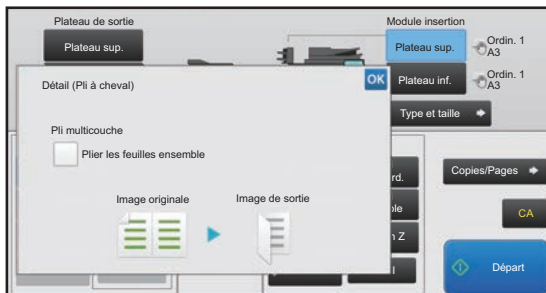 Plateau de sortie
Module insertion
Plateau sup.
Plateau sup.
Ordin. 1
A3
Détail (Pli à cheval)
OK
Plateau inf.
Ordin. 1
A3
Type et taille
Pli multicouche
Plier les feuilles ensemble
rd.
Copies/Pages
Image originale
Image de sortie
ple
CA
n Z
Départ